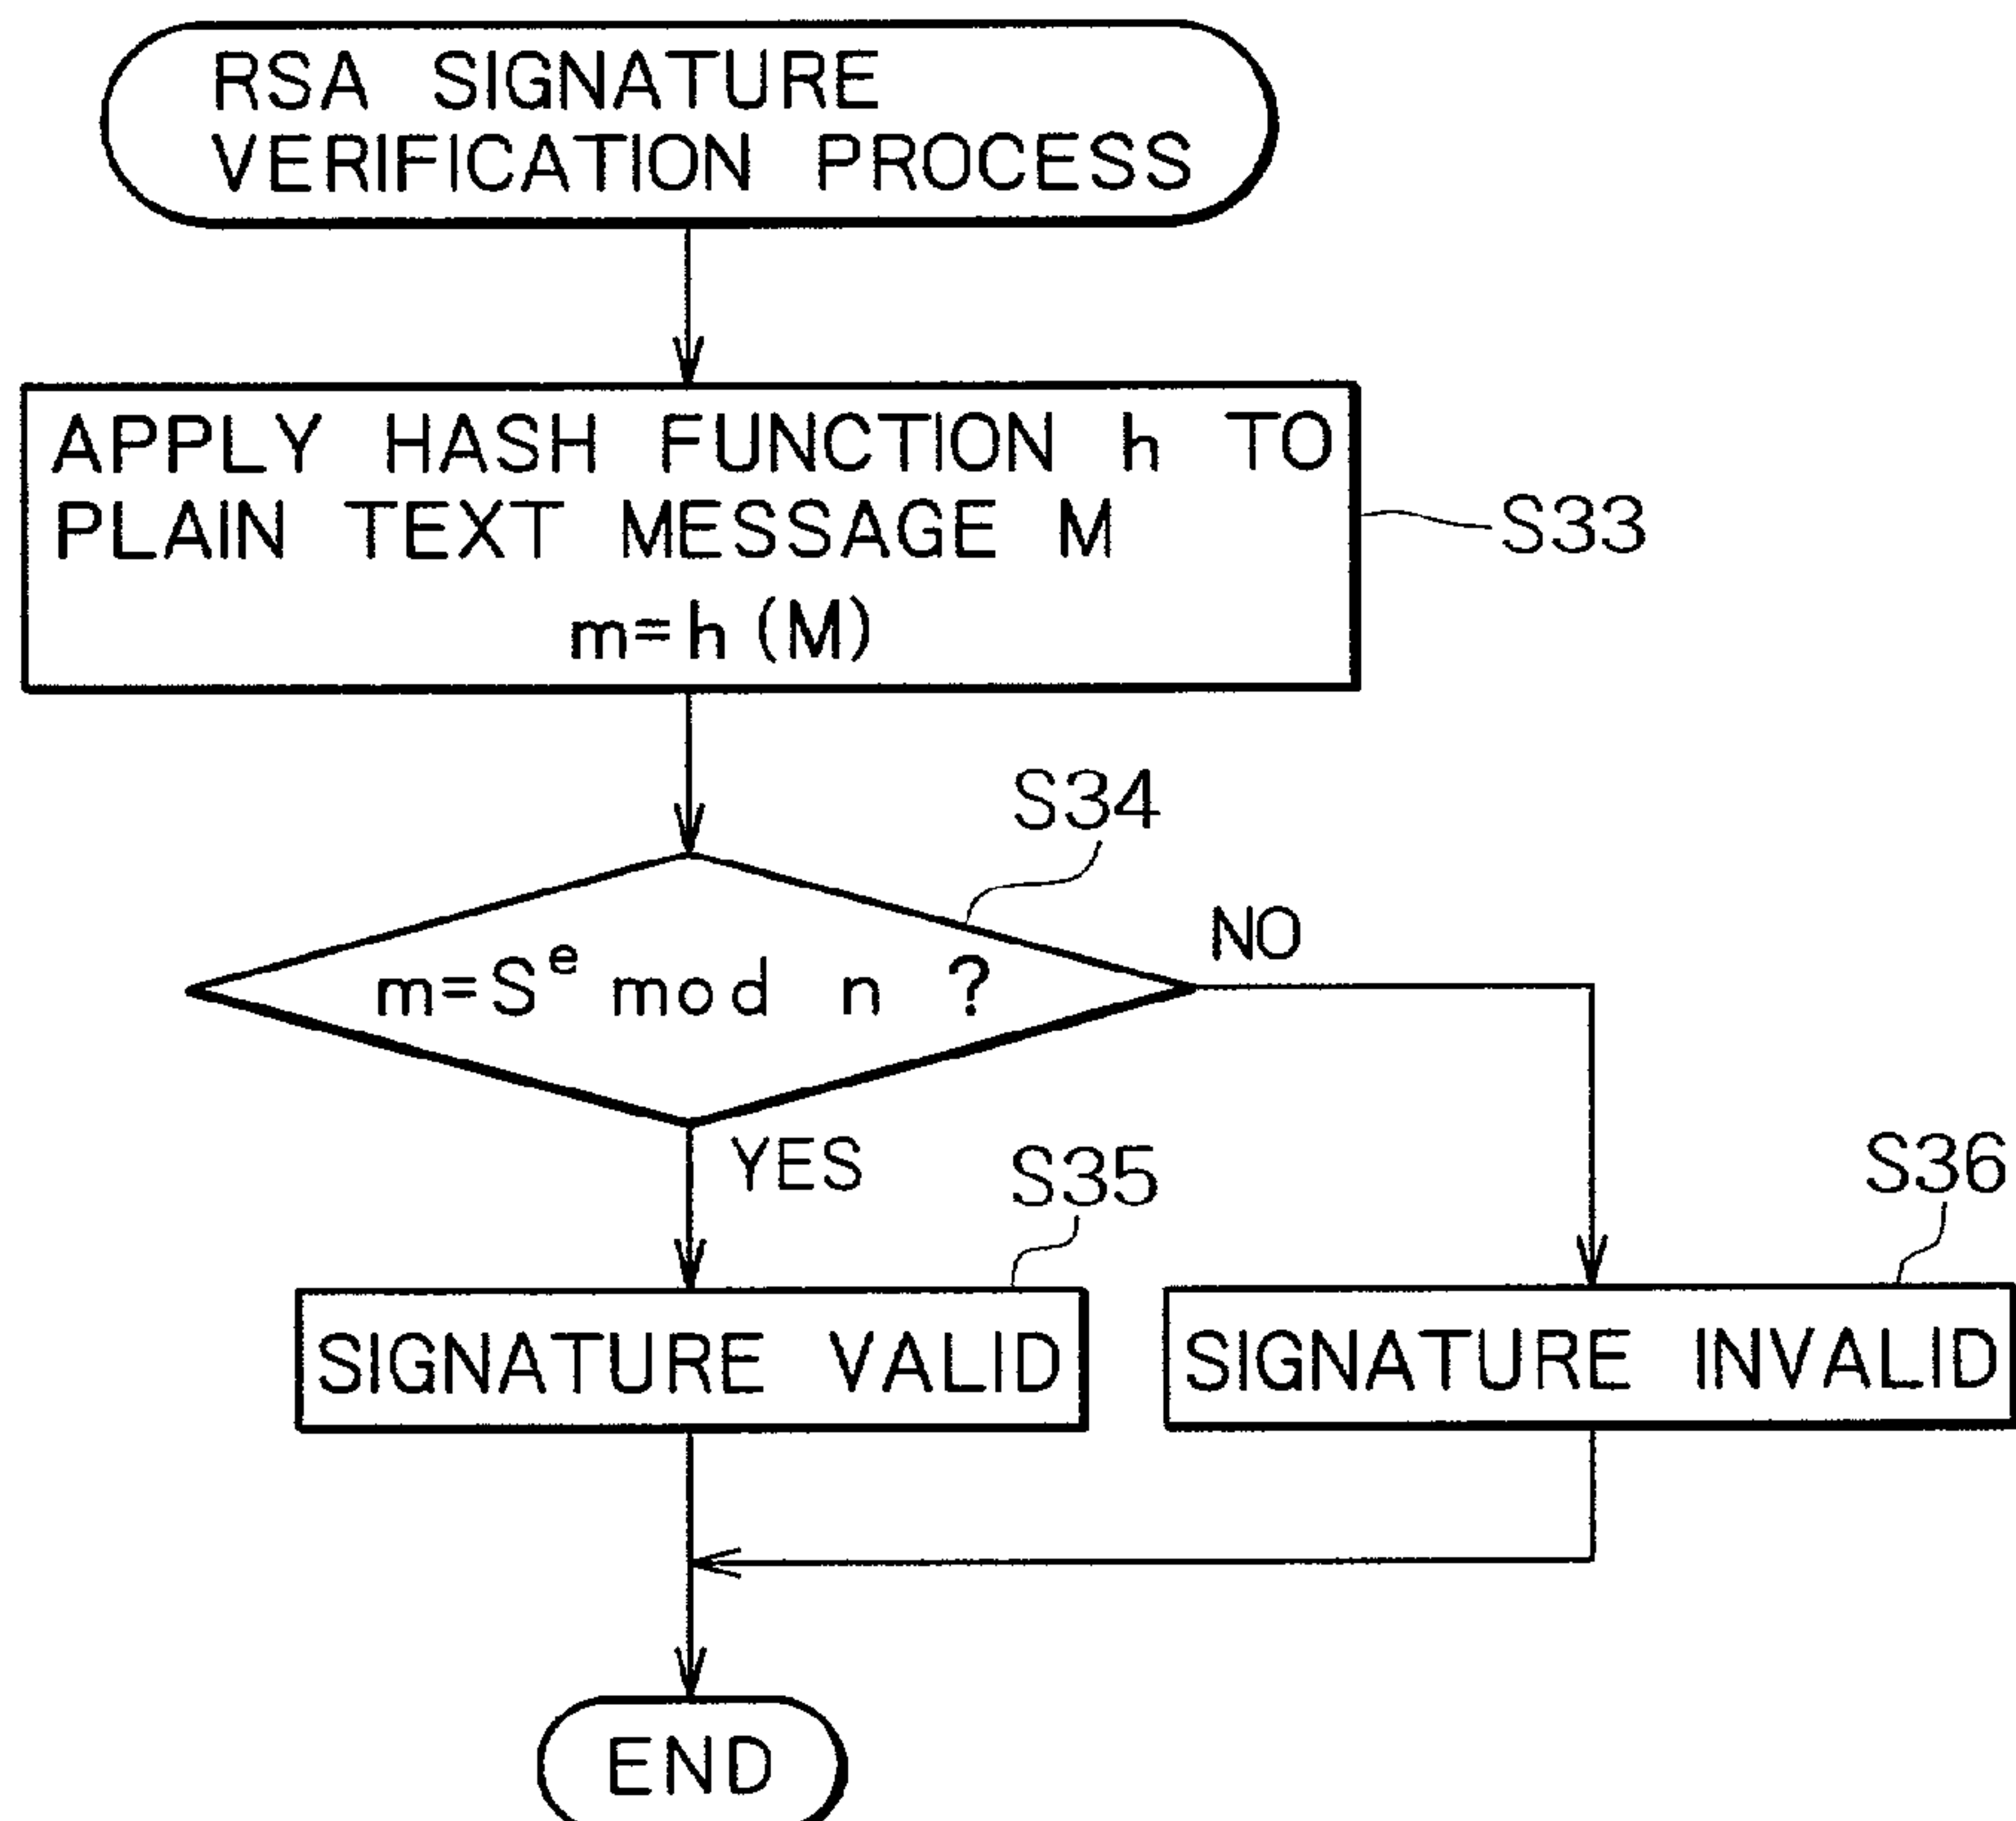 RSA SIGNATURE
VERIFICATION PROCESS
APPLY HASH FUNCTION h TO
PLAIN TEXT MESSAGE M
m=h (M)
S33
S34
m=Sᵉ mod n ?
NO
YES
S35
S36
SIGNATURE VALID
SIGNATURE INVALID
END